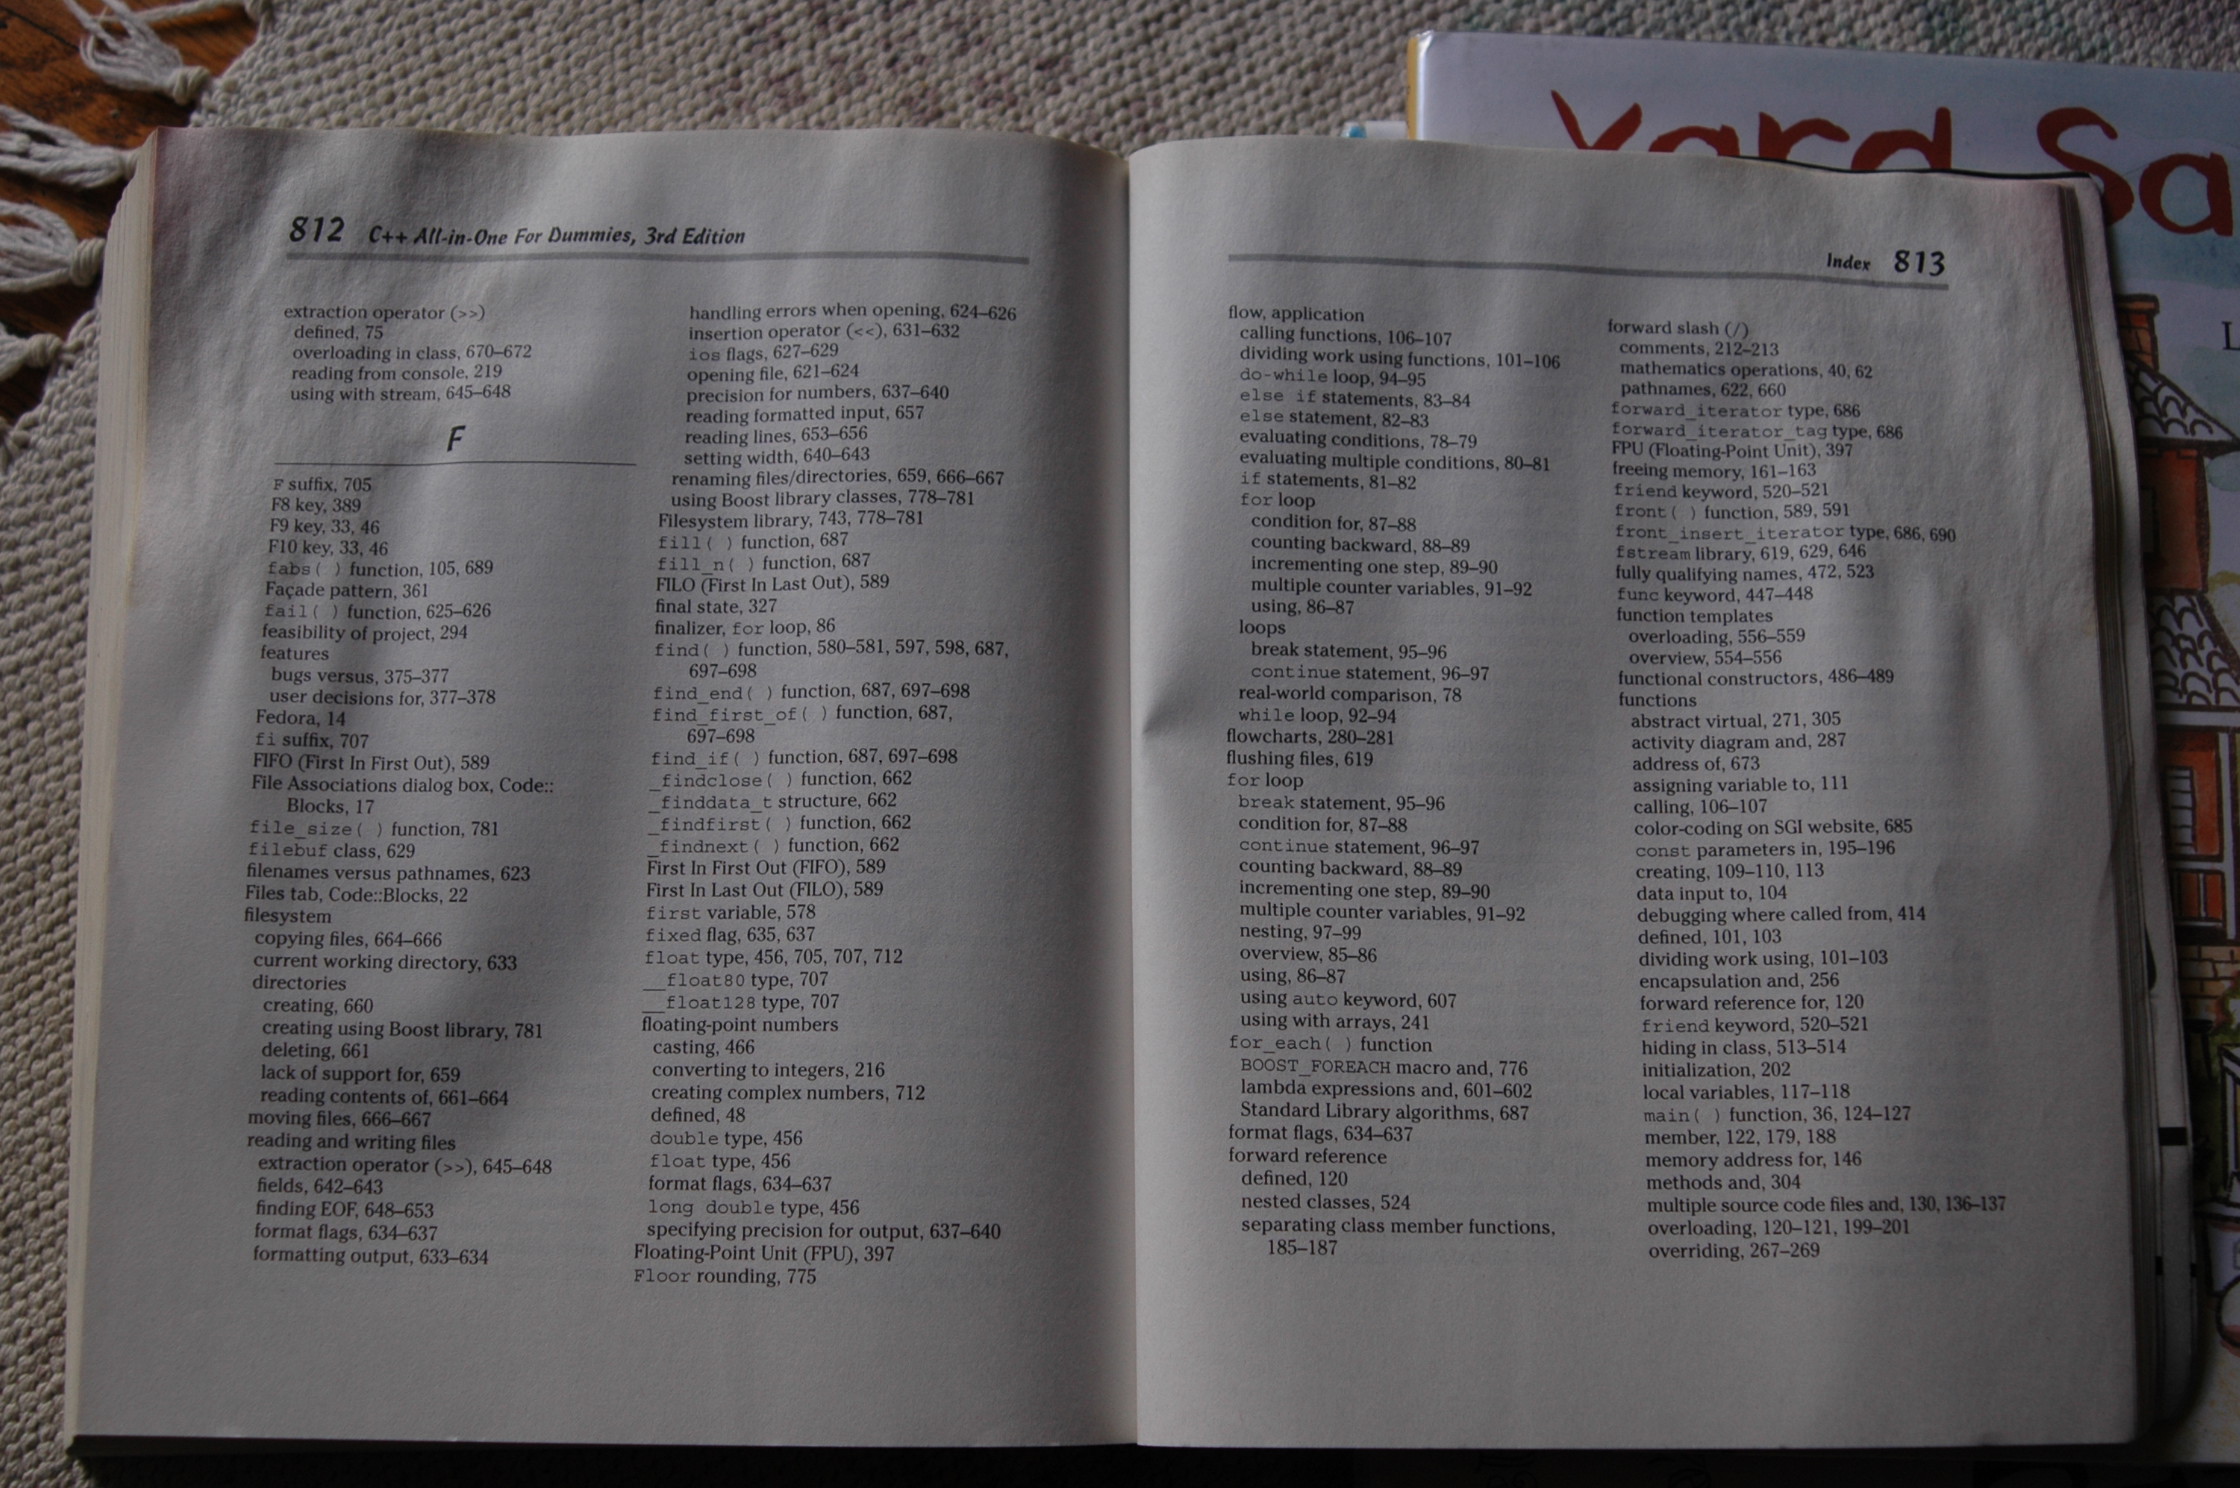 812 C++ All-in-One For Dummies, 3rd Edition
extraction operator (>>)
defined, 75
overloading in class, 670–672
reading from console, 219
using with stream, 645–648
F
F suffix, 705
F8 key, 389
F9 key, 33, 46
F10 key, 33, 46
fabs( ) function, 105, 689
Façade pattern, 361
fail( ) function, 625–626
feasibility of project, 294
features
bugs versus, 375–377
user decisions for, 377–378
Fedora, 14
fi suffix, 707
FIFO (First In First Out), 589
File Associations dialog box, Code::
Blocks, 17
file_size( ) function, 781
filebuf class, 629
filenames versus pathnames, 623
Files tab, Code::Blocks, 22
filesystem
copying files, 664–666
current working directory, 633
directories
creating, 660
creating using Boost library, 781
deleting, 661
lack of support for, 659
reading contents of, 661–664
moving files, 666–667
reading and writing files
extraction operator (>>), 645–648
fields, 642–643
finding EOF, 648–653
format flags, 634–637
formatting output, 633–634
handling errors when opening, 624–626
insertion operator (<<), 631–632
ios flags, 627–629
opening file, 621–624
precision for numbers, 637–640
reading formatted input, 657
reading lines, 653–656
setting width, 640–643
renaming files/directories, 659, 666–667
using Boost library classes, 778–781
Filesystem library, 743, 778–781
fill( ) function, 687
fill_n( ) function, 687
FILO (First In Last Out), 589
final state, 327
finalizer, for loop, 86
find( ) function, 580–581, 597, 598, 687,
697–698
find_end( ) function, 687, 697–698
find_first_of( ) function, 687,
697–698
find_if( ) function, 687, 697–698
_findclose( ) function, 662
_finddata_t structure, 662
_findfirst( ) function, 662
_findnext( ) function, 662
First In First Out (FIFO), 589
First In Last Out (FILO), 589
first variable, 578
fixed flag, 635, 637
float type, 456, 705, 707, 712
__float80 type, 707
__float128 type, 707
floating-point numbers
casting, 466
converting to integers, 216
creating complex numbers, 712
defined, 48
double type, 456
float type, 456
format flags, 634–637
long double type, 456
specifying precision for output, 637–640
Floating-Point Unit (FPU), 397
Floor rounding, 775
Index 813
flow, application
calling functions, 106–107
dividing work using functions, 101–106
do-while loop, 94–95
else if statements, 83–84
else statement, 82–83
evaluating conditions, 78–79
evaluating multiple conditions, 80–81
if statements, 81–82
for loop
condition for, 87–88
counting backward, 88–89
incrementing one step, 89–90
multiple counter variables, 91–92
using, 86–87
loops
break statement, 95–96
continue statement, 96–97
real-world comparison, 78
while loop, 92–94
flowcharts, 280–281
flushing files, 619
for loop
break statement, 95–96
condition for, 87–88
continue statement, 96–97
counting backward, 88–89
incrementing one step, 89–90
multiple counter variables, 91–92
nesting, 97–99
overview, 85–86
using, 86–87
using auto keyword, 607
using with arrays, 241
for_each( ) function
BOOST_FOREACH macro and, 776
lambda expressions and, 601–602
Standard Library algorithms, 687
format flags, 634–637
forward reference
defined, 120
nested classes, 524
separating class member functions,
185–187
forward slash (/)
comments, 212–213
mathematics operations, 40, 62
pathnames, 622, 660
forward_iterator type, 686
forward_iterator_tag type, 686
FPU (Floating-Point Unit), 397
freeing memory, 161–163
friend keyword, 520–521
front( ) function, 589, 591
front_insert_iterator type, 686, 690
fstream library, 619, 629, 646
fully qualifying names, 472, 523
func keyword, 447–448
function templates
overloading, 556–559
overview, 554–556
functional constructors, 486–489
functions
abstract virtual, 271, 305
activity diagram and, 287
address of, 673
assigning variable to, 111
calling, 106–107
color-coding on SGI website, 685
const parameters in, 195–196
creating, 109–110, 113
data input to, 104
debugging where called from, 414
defined, 101, 103
dividing work using, 101–103
encapsulation and, 256
forward reference for, 120
friend keyword, 520–521
hiding in class, 513–514
initialization, 202
local variables, 117–118
main( ) function, 36, 124–127
member, 122, 179, 188
memory address for, 146
methods and, 304
multiple source code files and, 130, 136–137
overloading, 120–121, 199–201
overriding, 267–269
Yard Sa